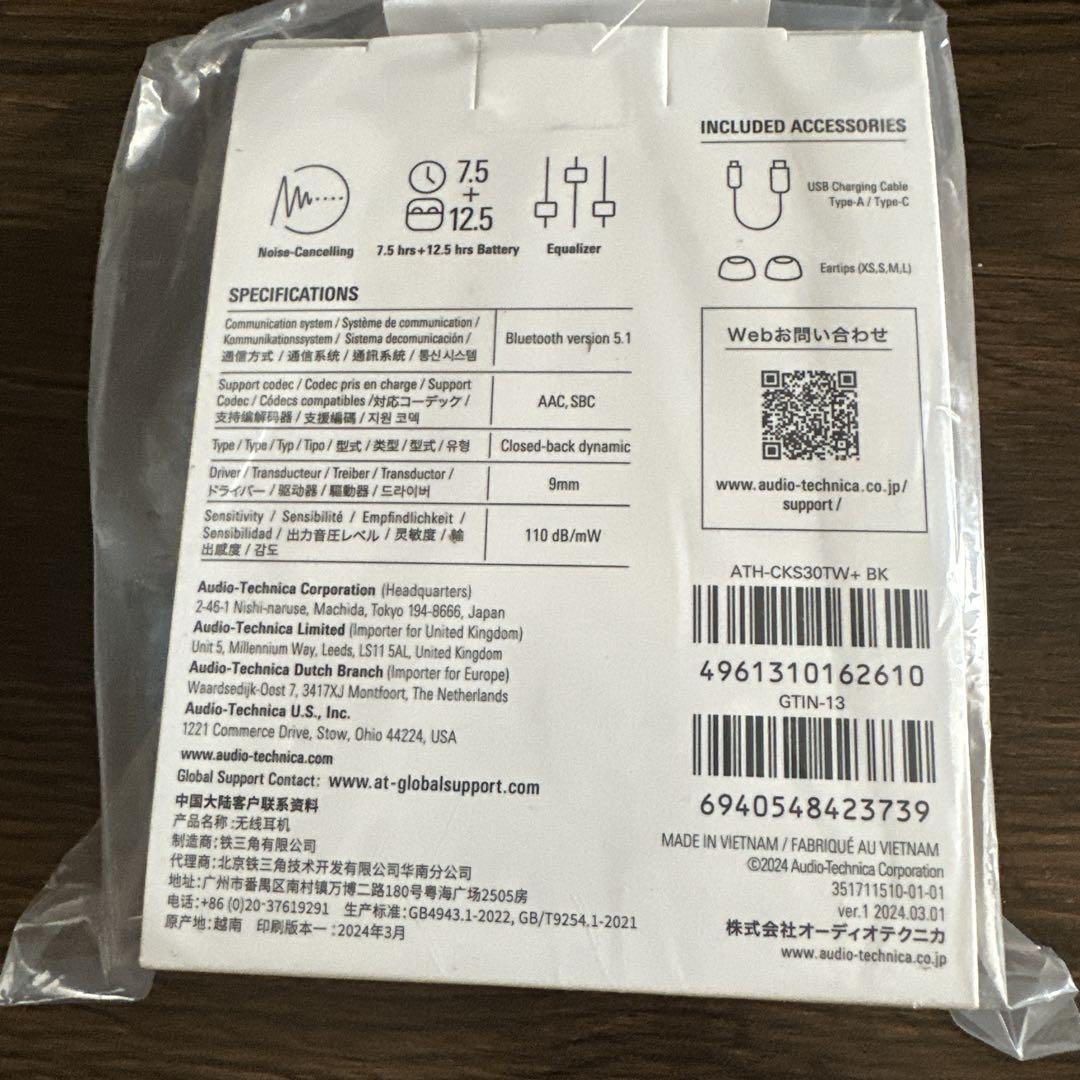 Noise-Cancelling
7.5
+
12.5
7.5 hrs+12.5 hrs Battery
Equalizer
INCLUDED ACCESSORIES
USB Charging Cable
Type-A / Type-C
Eartips (XS,S,M,L)
SPECIFICATIONS
Communication system / Système de communication /
Kommunikationssystem / Sistema decomunicación /
通信方式 / 通信系统 / 通訊系統 / 통신 시스템
Bluetooth version 5.1
Support codec / Codec pris en charge / Support
Codec / Códecs compatibles /対応コーデック /
支持编解码器 / 支援編碼 / 지원 코덱
AAC, SBC
Type / Type / Typ / Tipo / 型式 / 类型 / 型式 / 유형
Closed-back dynamic
Driver / Transducteur / Treiber / Transductor /
ドライバー / 驱动器 / 驅動器 / 드라이버
9mm
Sensitivity / Sensibilité / Empfindlichkeit /
Sensibilidad / 出力音圧レベル / 灵敏度 / 輸
出感度 / 감도
110 dB/mW
Webお問い合わせ
www.audio-technica.co.jp/
support/
Audio-Technica Corporation (Headquarters)
2-46-1 Nishi-naruse, Machida, Tokyo 194-8666, Japan
Audio-Technica Limited (Importer for United Kingdom)
Unit 5, Millennium Way, Leeds, LS11 5AL, United Kingdom
Audio-Technica Dutch Branch (Importer for Europe)
Waardsedijk-Oost 7, 3417XJ Montfoort, The Netherlands
Audio-Technica U.S., Inc.
1221 Commerce Drive, Stow, Ohio 44224, USA
www.audio-technica.com
Global Support Contact: www.at-globalsupport.com
中国大陆客户联系资料
产品名称:无线耳机
制造商:铁三角有限公司
代理商:北京铁三角技术开发有限公司华南分公司
地址:广州市番禺区南村镇万博二路180号粤海广场2505房
电话:+86 (0)20-37619291 生产标准:GB4943.1-2022, GB/T9254.1-2021
原产地:越南 印刷版本一:2024年3月
ATH-CKS30TW+ BK
4961310162610
GTIN-13
6940548423739
MADE IN VIETNAM / FABRIQUÉ AU VIETNAM
©2024 Audio-Technica Corporation
351711510-01-01
ver.1 2024.03.01
株式会社オーディオテクニカ
www.audio-technica.co.jp